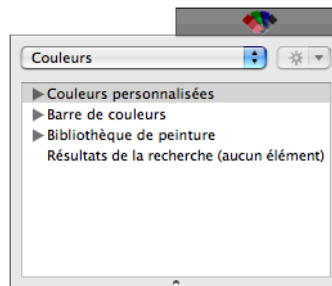 Couleurs
Couleurs personnalisées
Barre de couleurs
Bibliothèque de peinture
Résultats de la recherche (aucun élément)